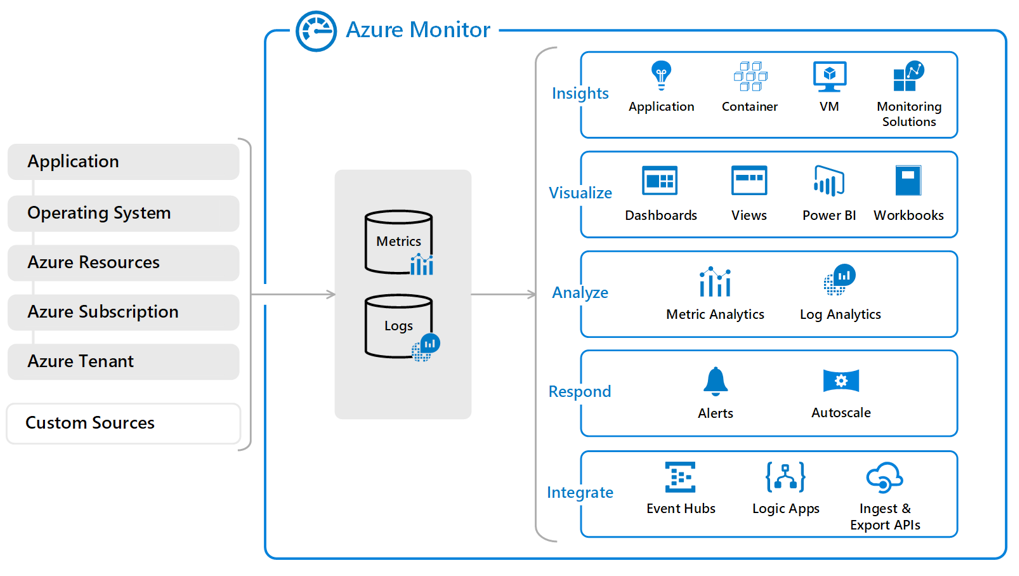 Azure Monitor
Application
Operating System
Azure Resources
Azure Subscription
Azure Tenant
Custom Sources
Metrics
Logs
Insights
Application
Container
VM
Monitoring
Solutions
Visualize
Dashboards
Views
Power BI
Workbooks
Analyze
Metric Analytics
Log Analytics
Respond
Alerts
Autoscale
Integrate
Event Hubs
Logic Apps
Ingest &
Export APIs